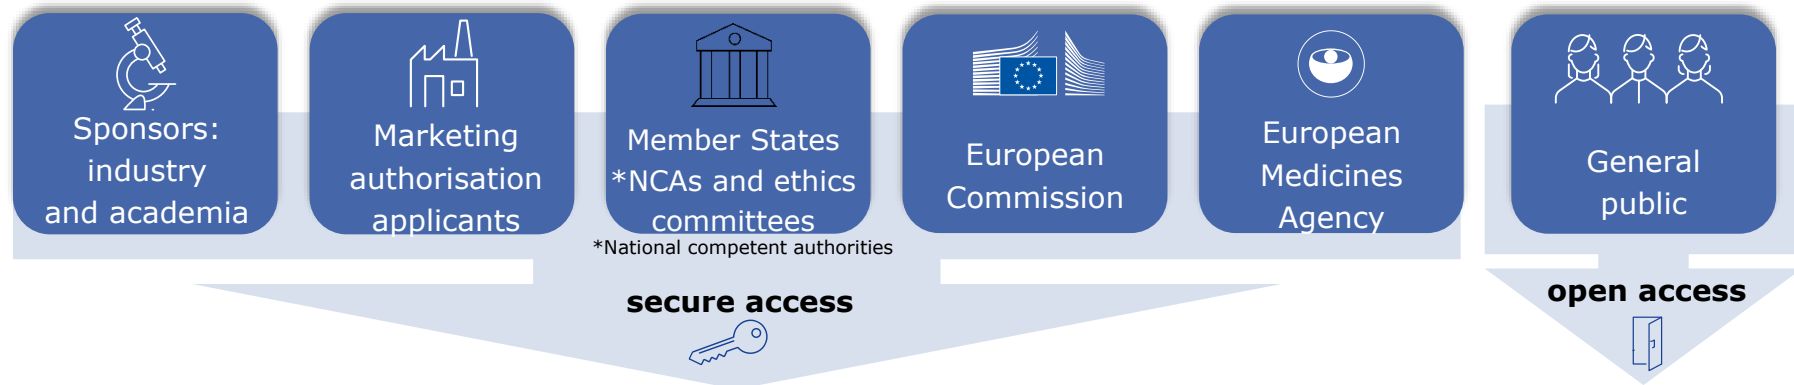 Sponsors:
industry
and academia
Marketing
authorisation
applicants
Member States
*NCAs and ethics
committees
*National competent authorities
European
Commission
European
Medicines
Agency
General
public
secure access
open access